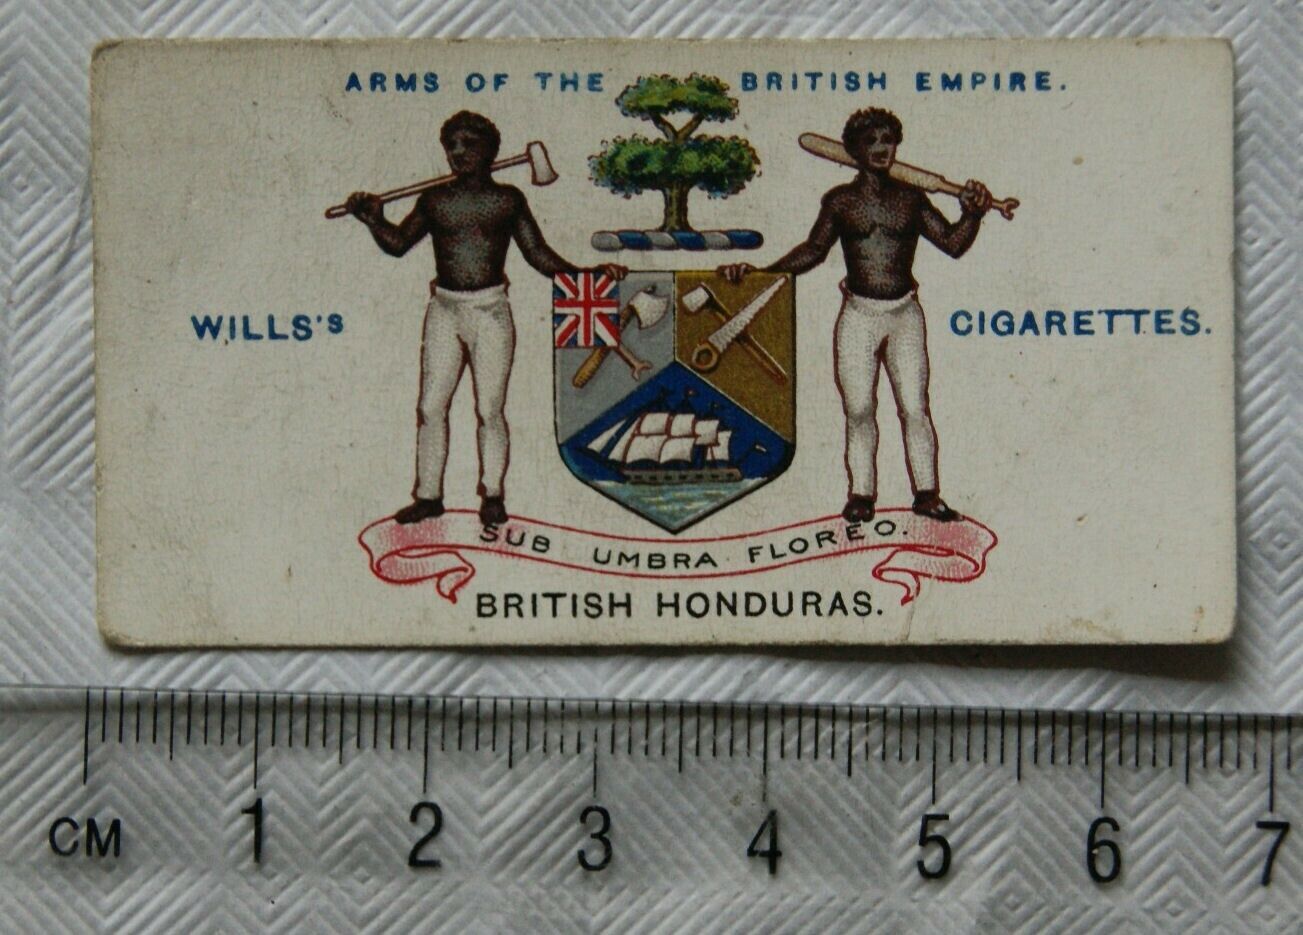 ARMS OF THE BRITISH EMPIRE.
WILLS'S CIGARETTES.
SUB UMBRA FLOREO.
BRITISH HONDURAS.
CM 1 2 3 4 5 6 7